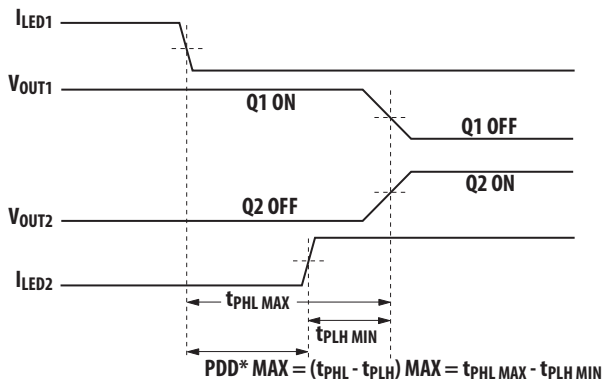 ILED1
VOUT1
Q1 ON
Q1 OFF
Q2 ON
Q2 OFF
VOUT2
ILED2
tPHL MAX
tPLH MIN
PDD* MAX = (tPHL - tPLH) MAX = tPHL MAX - tPLH MIN